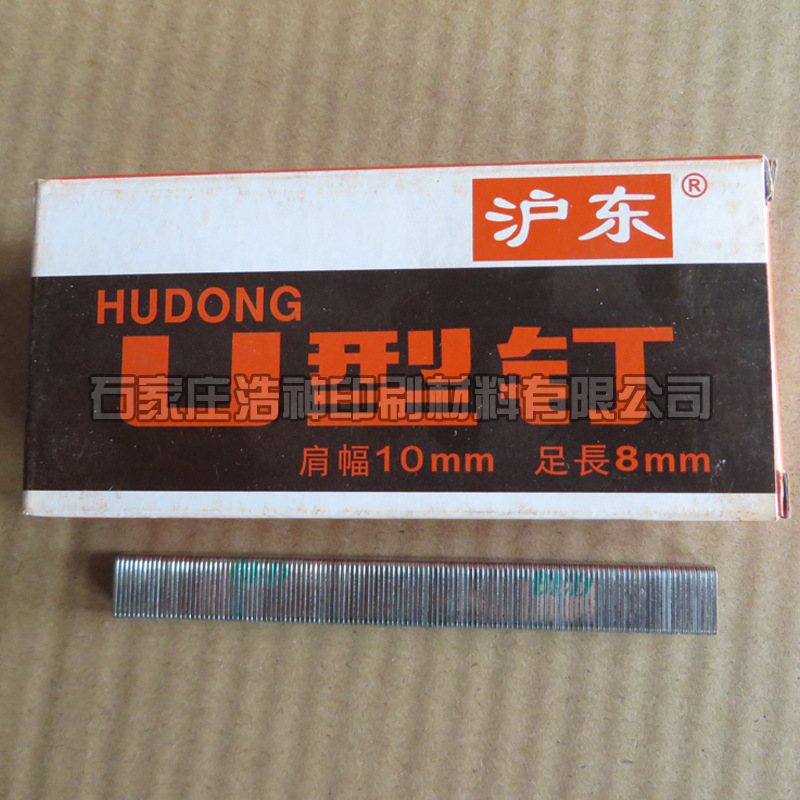 沪东®
HUDONG
U型钉
石家庄浩神印刷材料有限公司
肩幅10mm 足長8mm